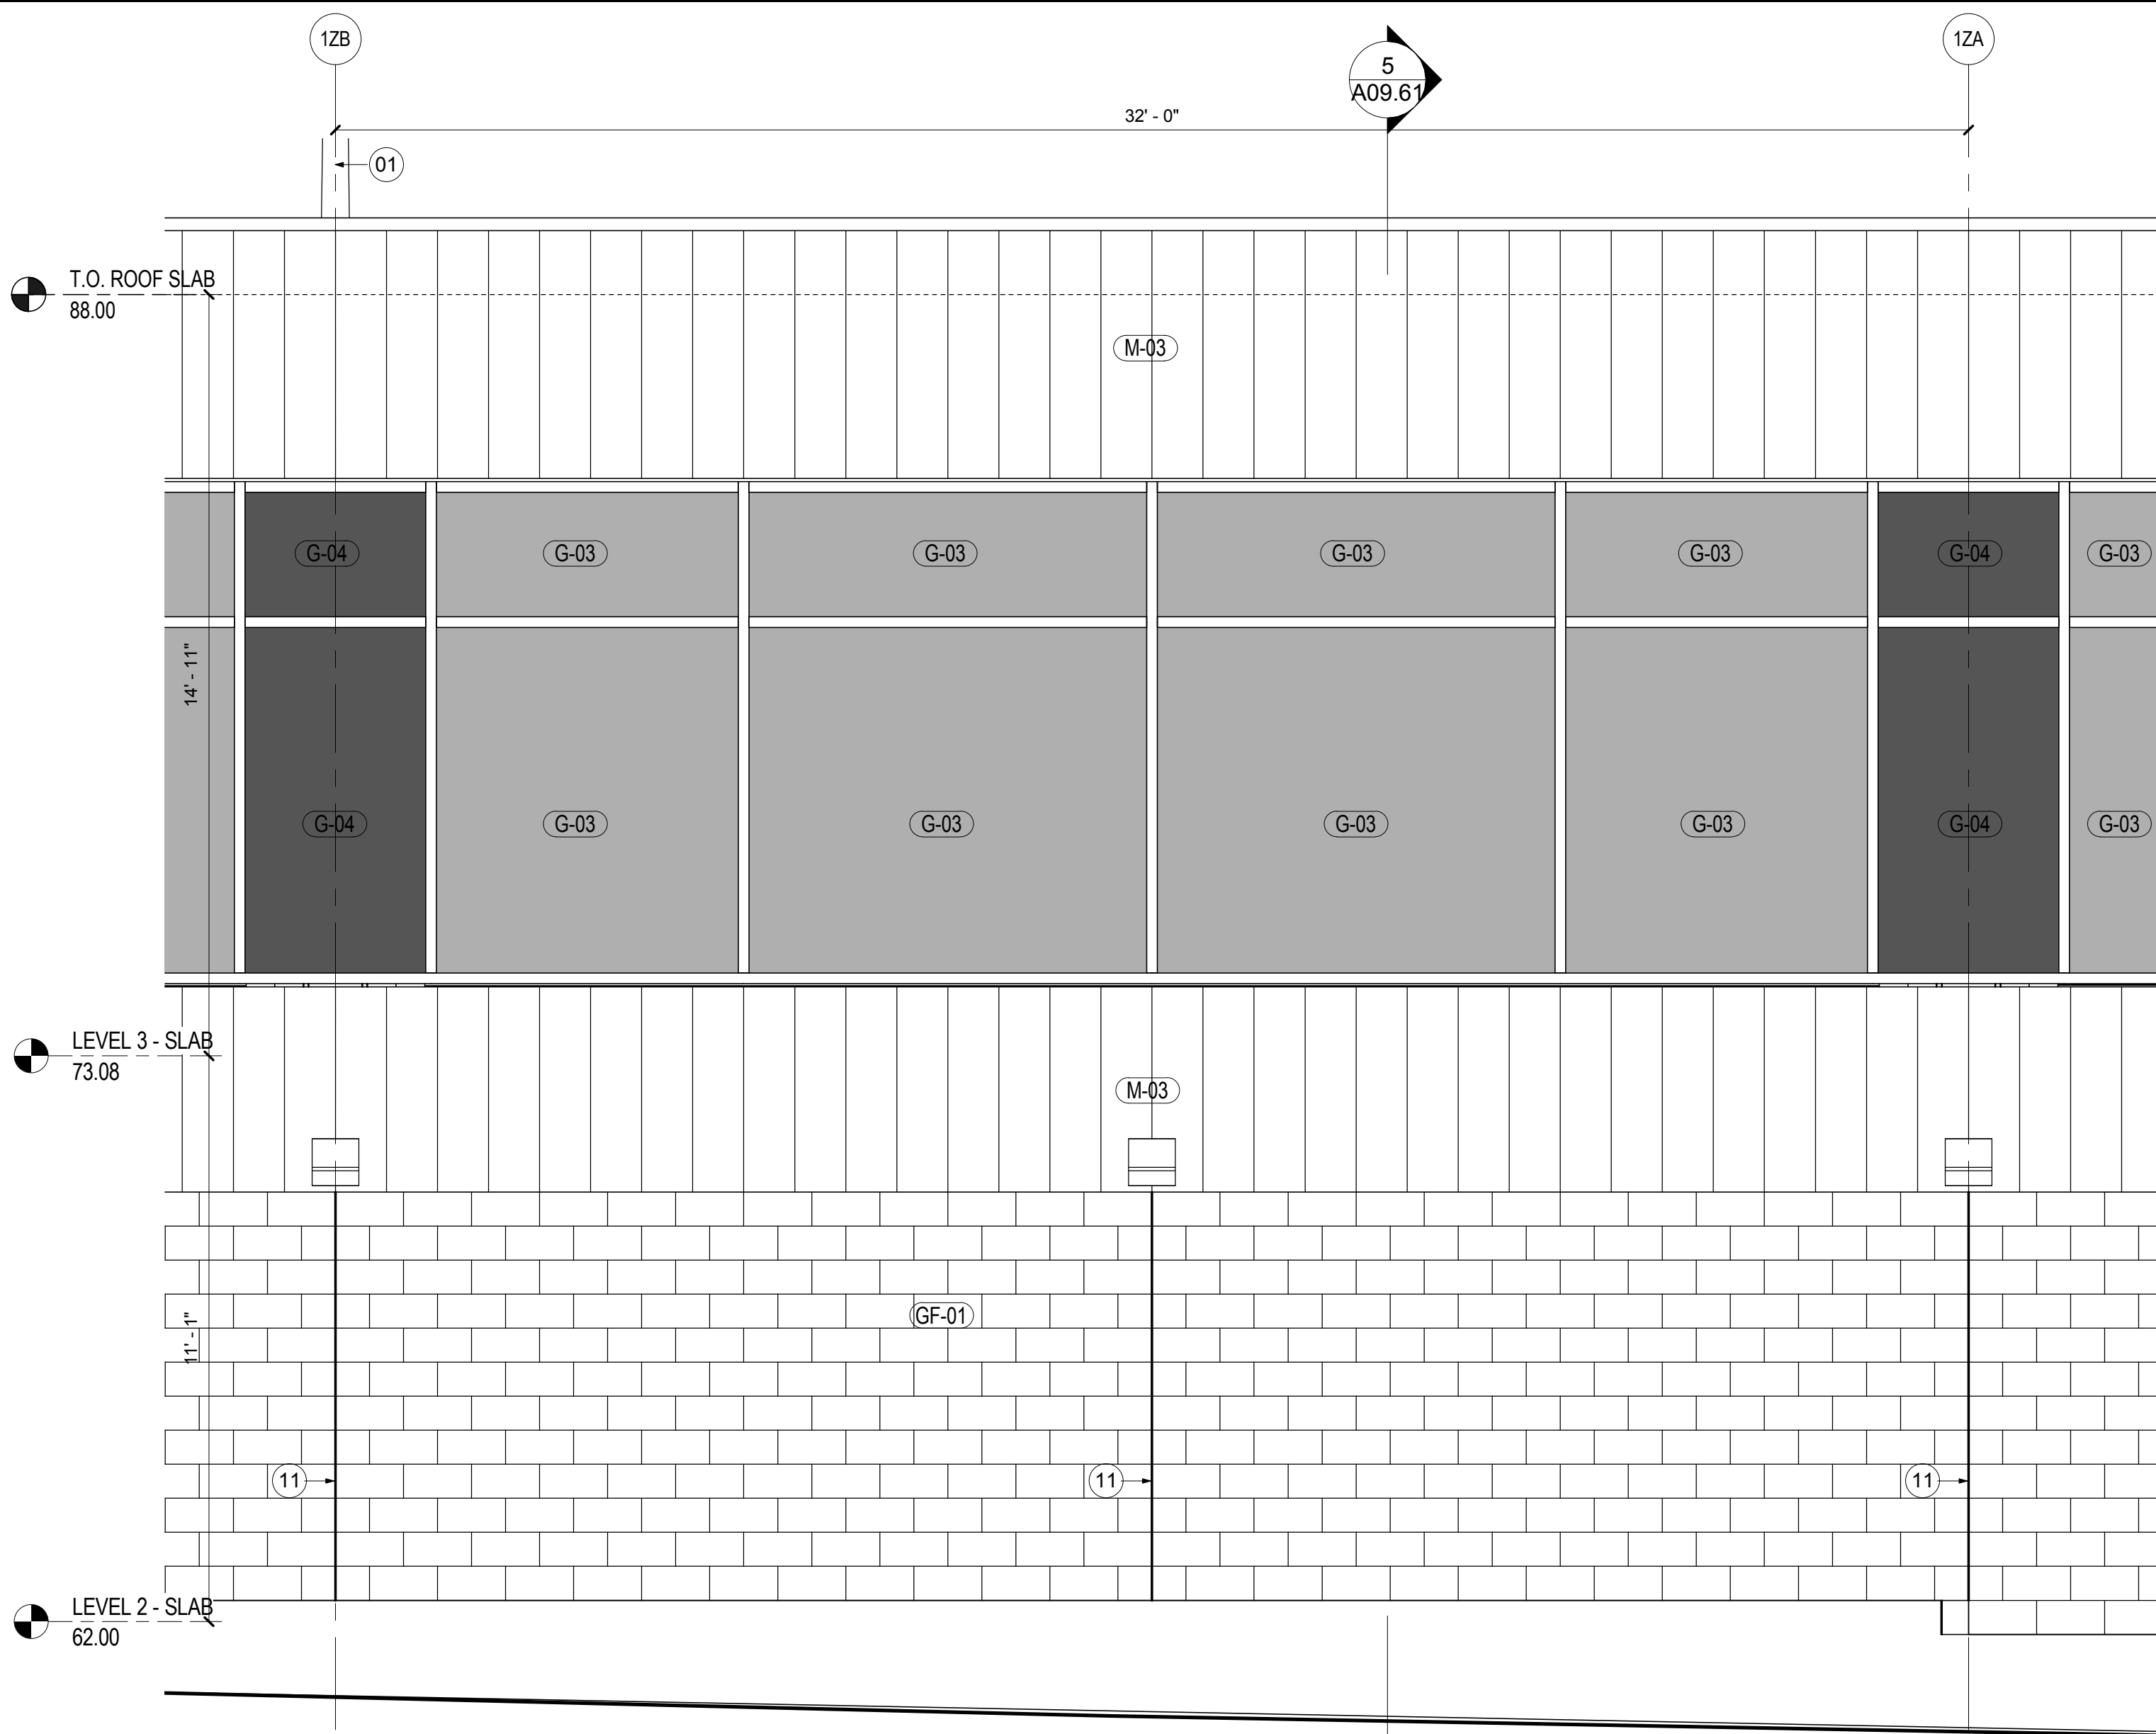 1ZB
1ZA
5
A09.61
32' - 0"
01
T.O. ROOF SLAB
88.00
M-03
G-04
G-03
G-03
G-03
G-03
G-04
G-03
14' - 11"
G-04
G-03
G-03
G-03
G-03
G-04
G-03
LEVEL 3 - SLAB
73.08
M-03
GF-01
11' - 1"
11
11
11
LEVEL 2 - SLAB
62.00